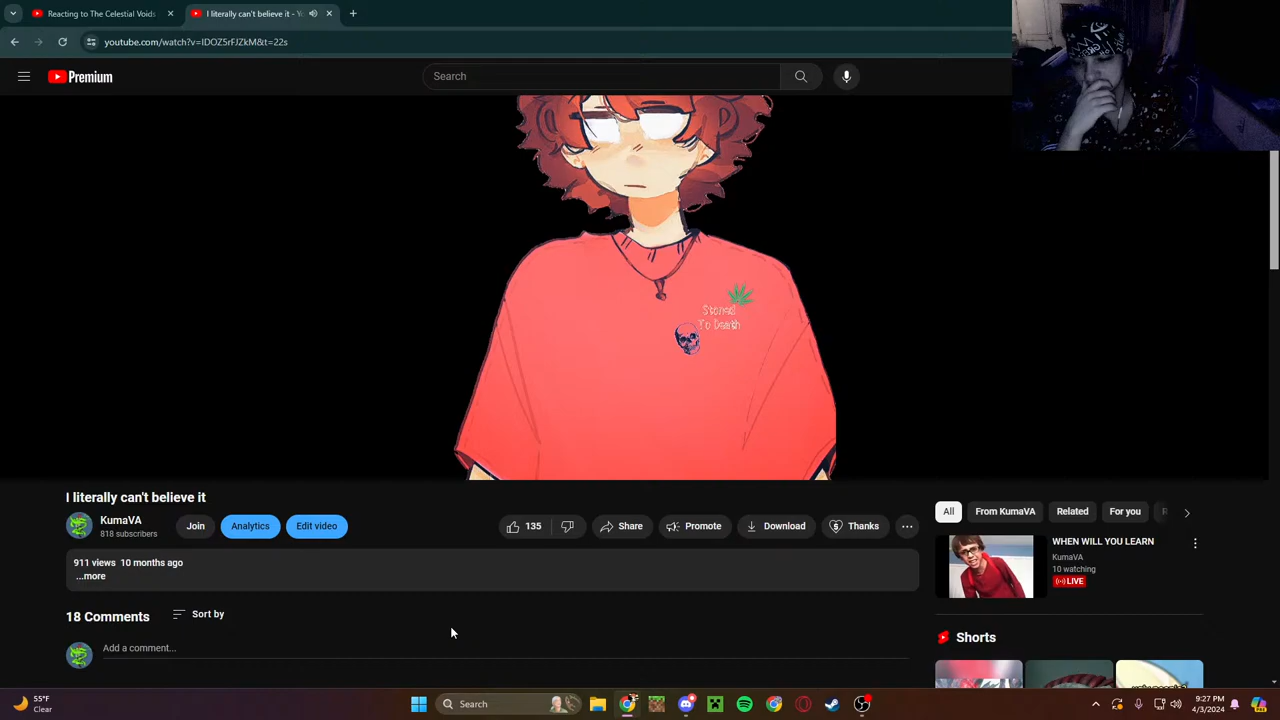 Reacting to The Celestial Voids
I literally can't believe it - Y
youtube.com/watch?v=IDOZ5rFJZkM&t=22s
Premium
Search
Stoned
To Death
I literally can't believe it
KumaVA
818 subscribers
Join
Analytics
Edit video
135
Share
Promote
Download
Thanks
911 views 10 months ago
...more
18 Comments
Sort by
Add a comment...
All
From KumaVA
Related
For you
WHEN WILL YOU LEARN
KumaVA
10 watching
LIVE
Shorts
55°F
Clear
Search
9:27 PM
4/3/2024